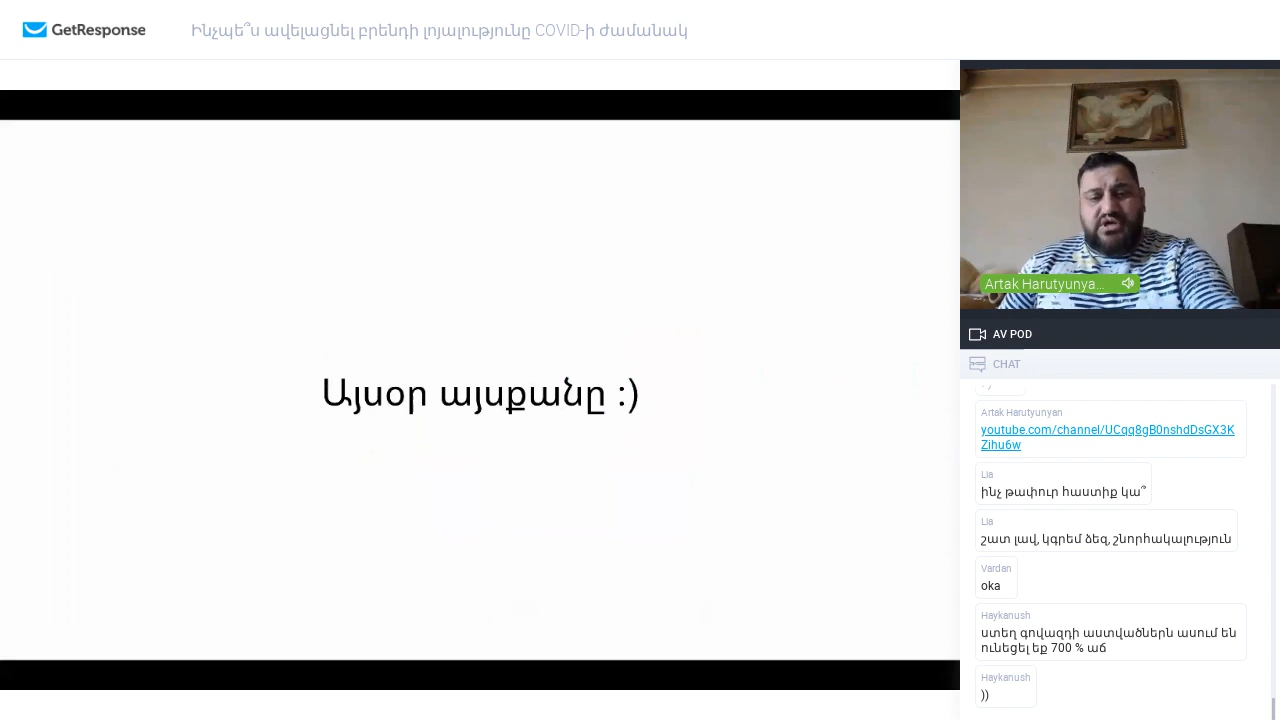 GetResponse
Ինչպե՞ս ավելացնել բրենդի լոյալությունը COVID-ի ժամանակ
Այսօր այսքանը :)
Artak Harutyunya...
AV POD
CHAT
Artak Harutyunyan
youtube.com/channel/UCqq8gB0nshdDsGX3K
Zihu6w
Lia
ինչ թափուր հաստիք կա՞
Lia
շատ լավ, կգրեմ ձեզ, շնորհակալություն
Vardan
oka
Haykanush
ստեղ գովազդի աստվածներն ասում են
ունեցել եք 700 % աճ
Haykanush
))